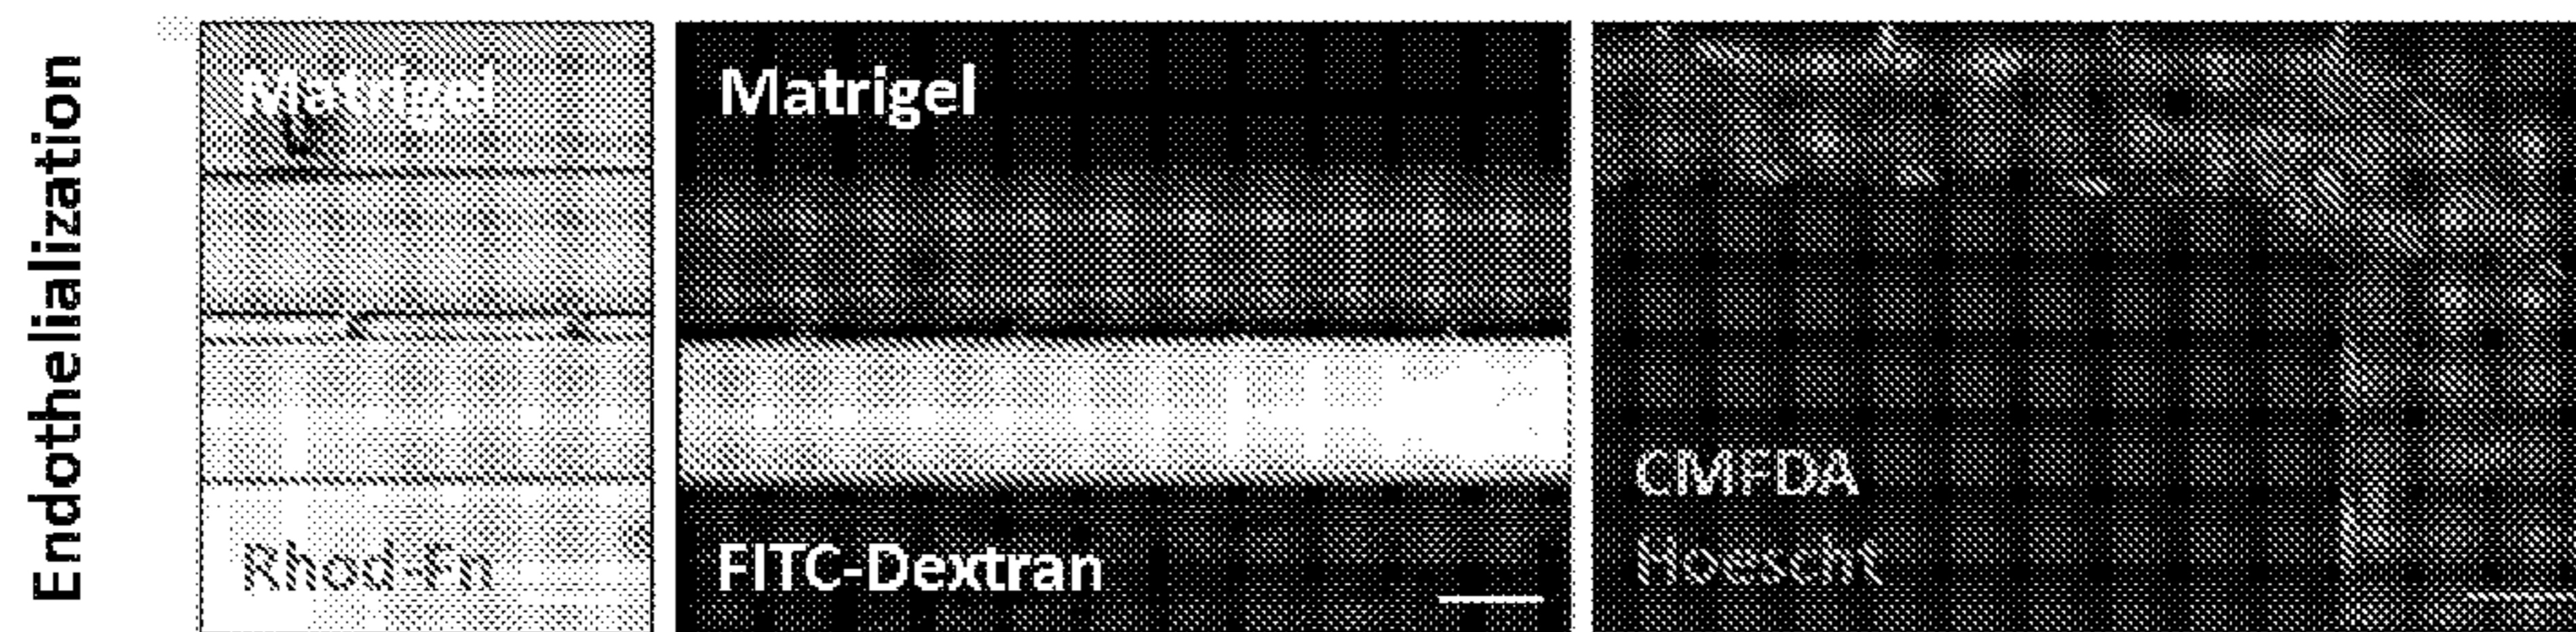 Endothelialization
Matrigel
Rhod-Fn
Matrigel
FITC-Dextran
CMFDA
Hoescht